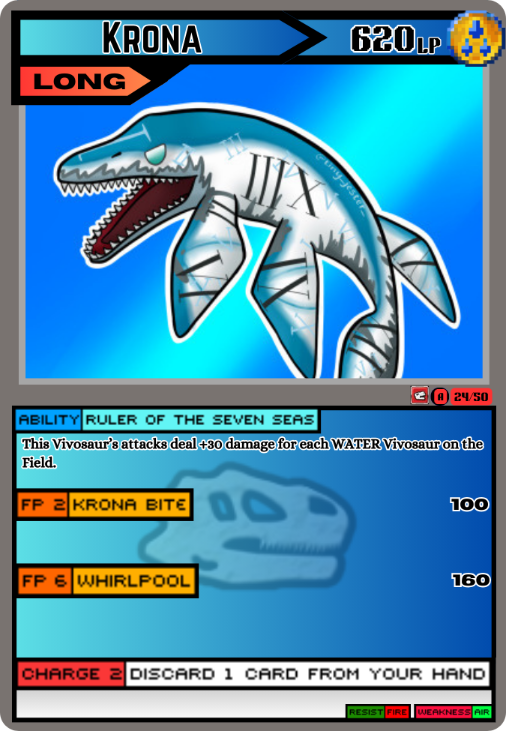 KRONA
620 LP
LONG
III X
A 24/50
ABILITY RULER OF THE SEVEN SEAS
This Vivosaur's attacks deal +30 damage for each WATER Vivosaur on the
Field.
FP 2 KRONA BITE 100
FP 6 WHIRLPOOL 160
CHARGE 2 DISCARD 1 CARD FROM YOUR HAND
RESIST FIRE WEAKNESS AIR